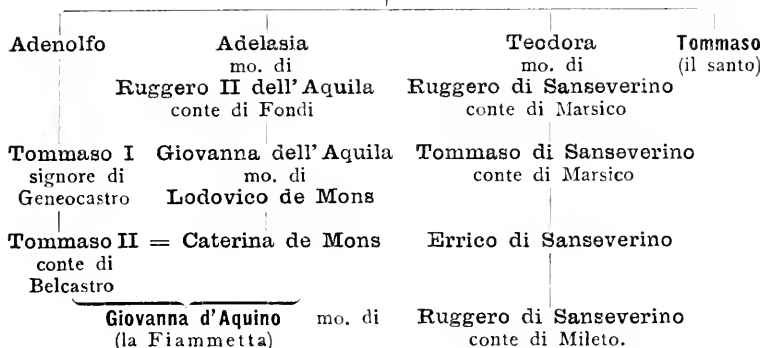 Adenolfo Adelasia Teodora Tommaso
mo. di mo. di (il santo)
Ruggero II dell'Aquila Ruggero di Sanseverino
conte di Fondi conte di Marsico
Tommaso I Giovanna dell'Aquila Tommaso di Sanseverino
signore di mo. di conte di Marsico
Geneocastro Lodovico de Mons
Tommaso II = Caterina de Mons Errico di Sanseverino
conte di
Belcastro
Giovanna d'Aquino mo. di Ruggero di Sanseverino
(la Fiammetta) conte di Mileto.